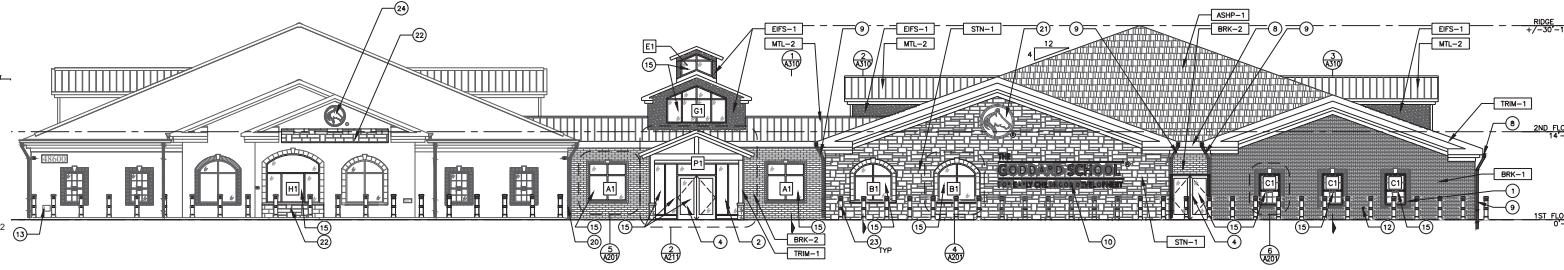 24
22
E1
15
EIFS-1
MTL-2
9
1
A310
2
A310
EIFS-1
MTL-2
STN-1
21
12
4
ASHP-1
BRK-2
9
8
9
3
A310
EIFS-1
MTL-2
RIDGE
+/-30'-1
TRIM-1
2ND FLO
14'-
8
G1
P1
48600
H1
A1
A1
B1
B1
C1
C1
C1
THE
GODDARD SCHOOL
FOR EARLY CHILDHOOD DEVELOPMENT
BRK-1
1
9
1ST FLO
0'-
13
15
22
15
20
5
A201
15
2
A211
4
2
BRK-2
TRIM-1
15
23
TYP
15
15
4
A201
10
STN-1
4
15
6
A201
15
12
15